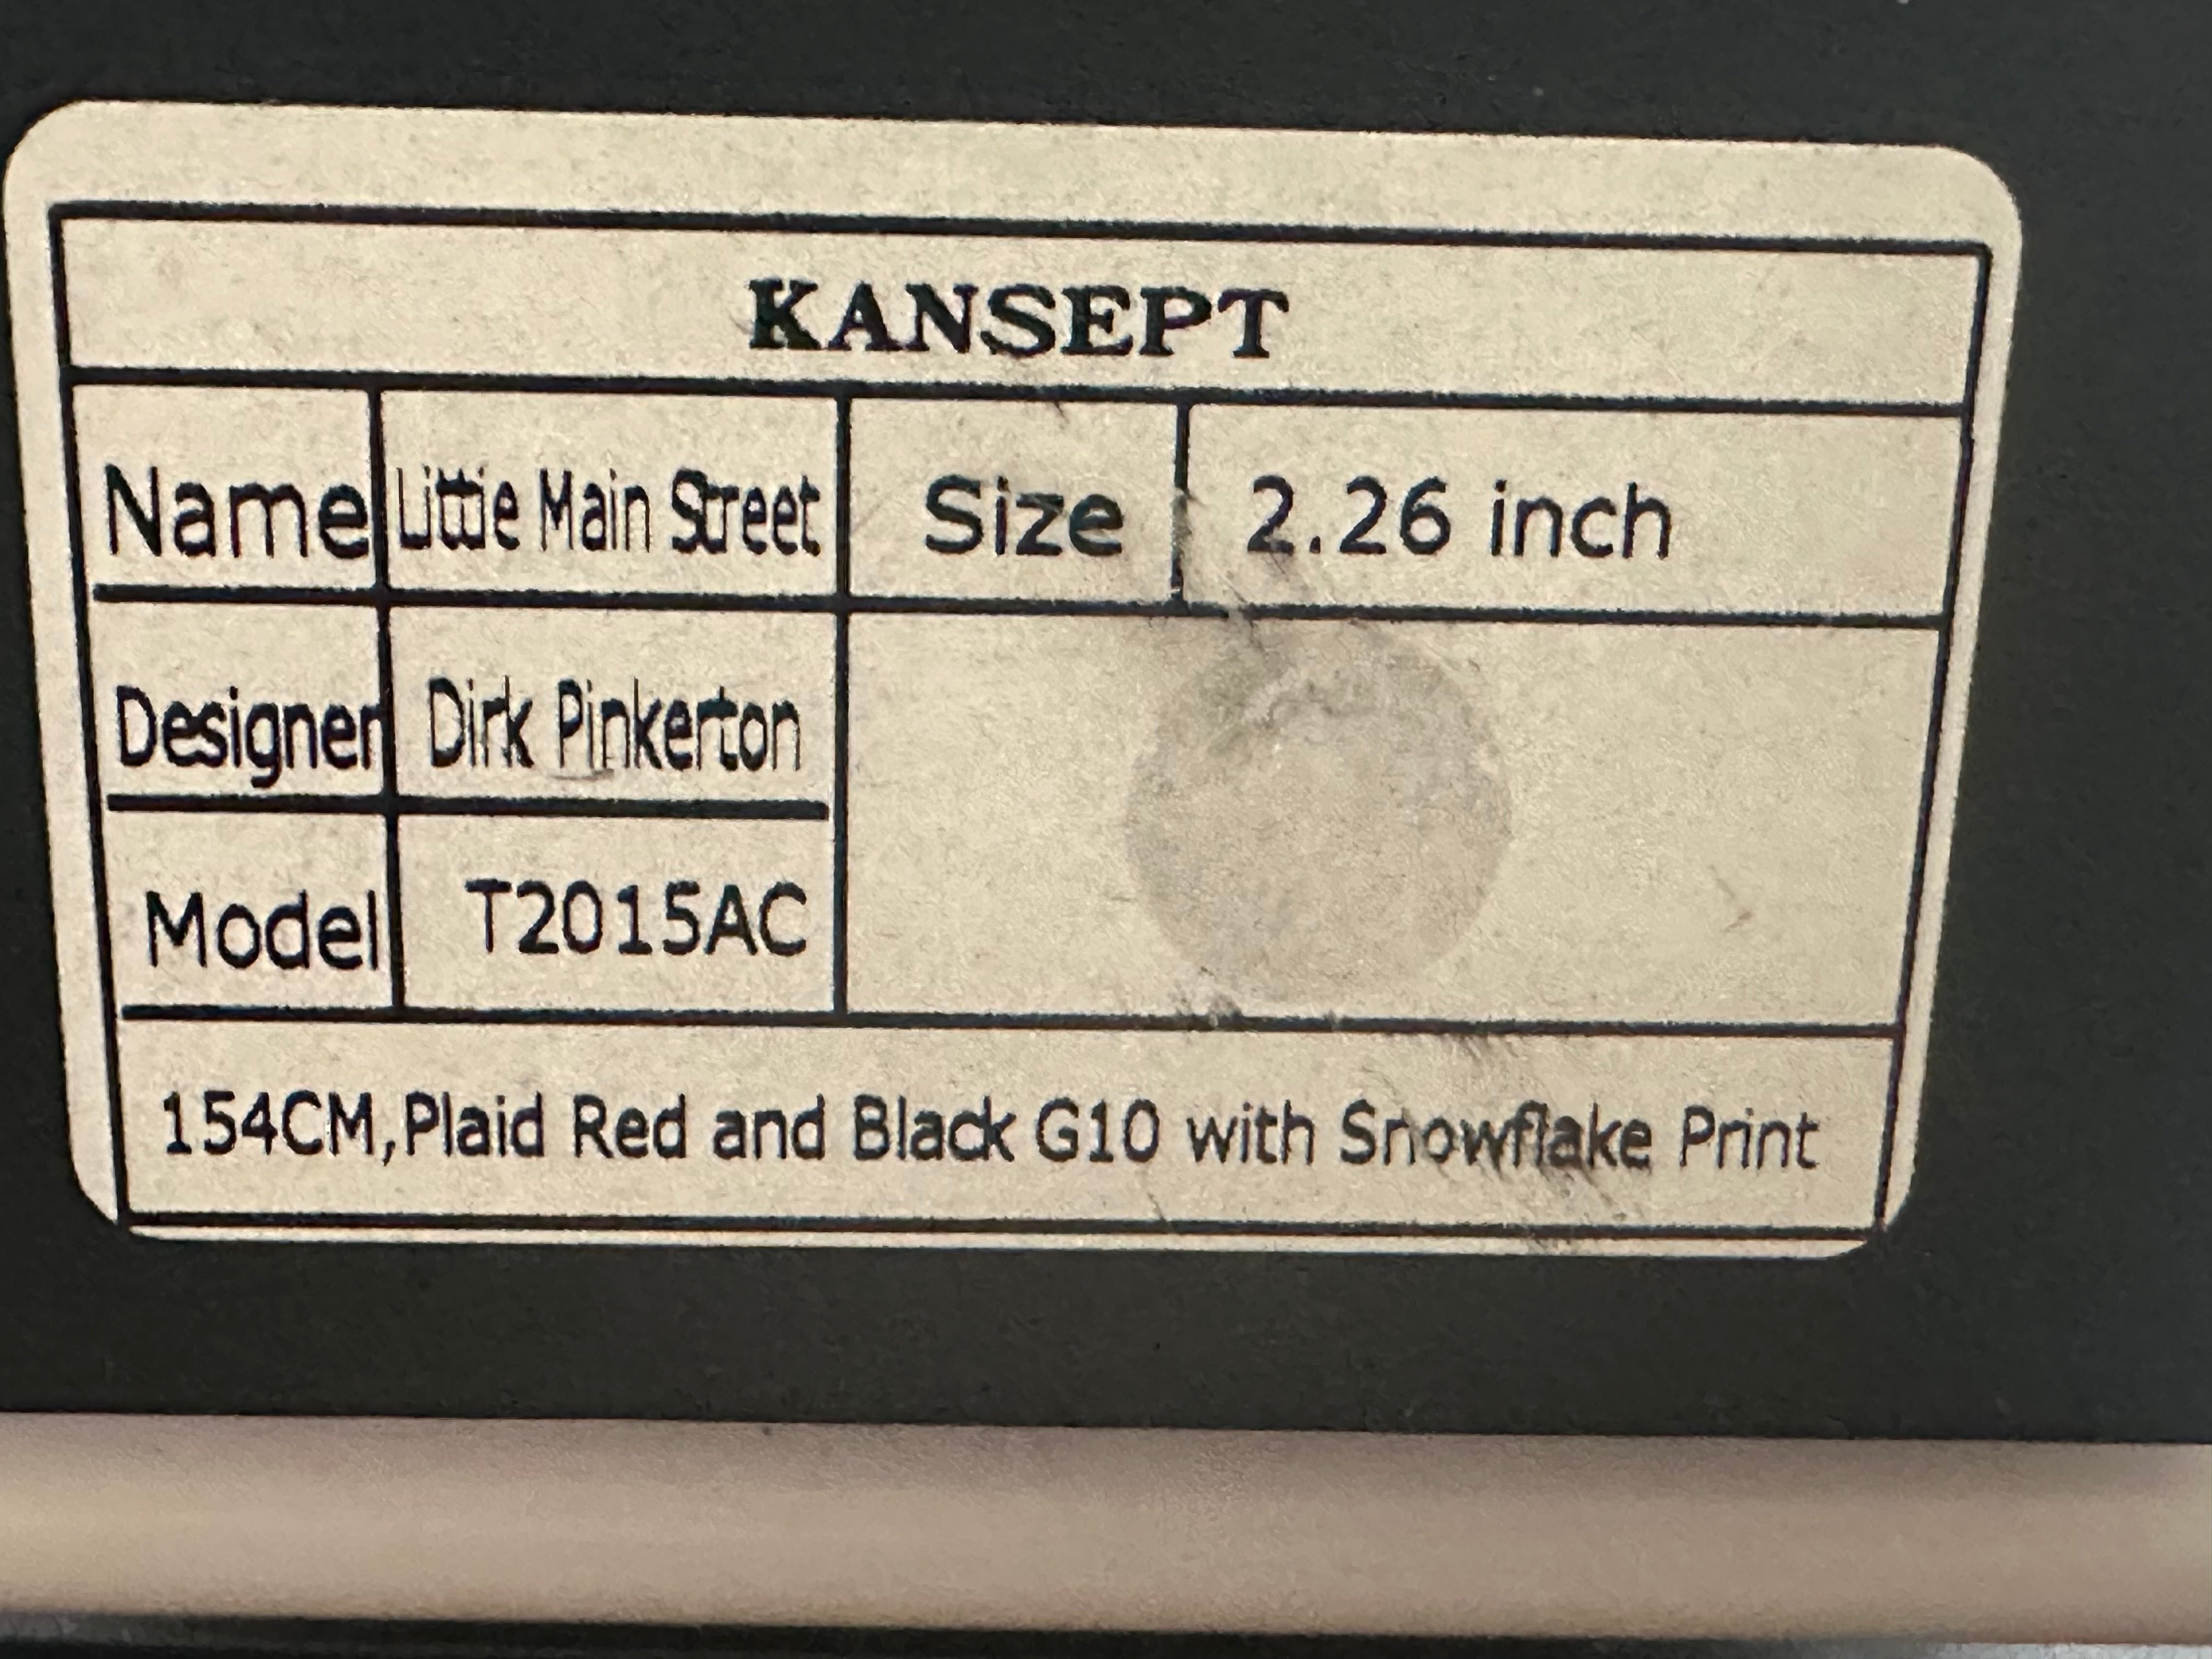 KANSEPT
Name Little Main Street Size 2.26 inch
Designer Dirk Pinkerton
Model T2015AC
154CM,Plaid Red and Black G10 with Snowflake Print